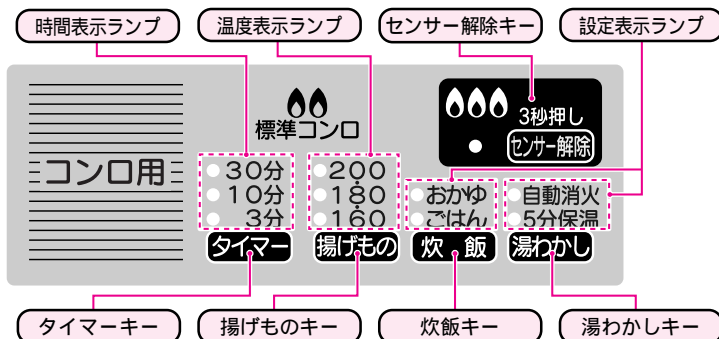 時間表示ランプ
温度表示ランプ
センサー解除キー
設定表示ランプ
標準コンロ
3秒押し
センサー解除
コンロ用
30分
10分
3分
タイマー
200
180
160
揚げもの
おかゆ
ごはん
炊飯
自動消火
5分保温
湯わかし
タイマーキー
揚げものキー
炊飯キー
湯わかしキー